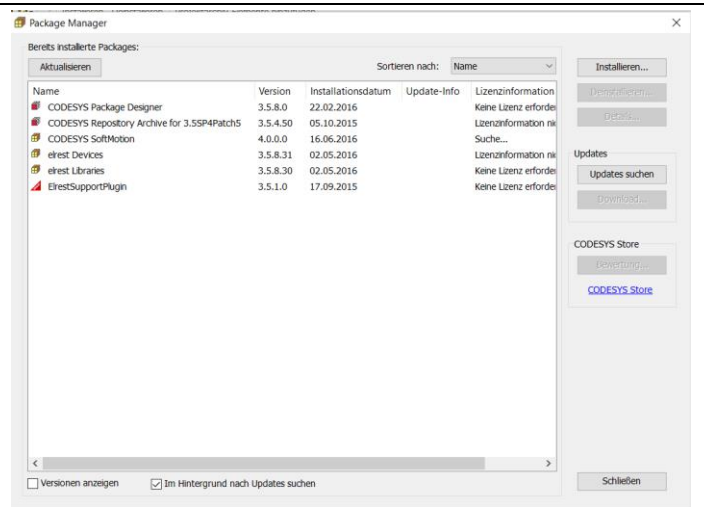 Package Manager
Bereits installierte Packages:
Aktualisieren
Sortieren nach: Name
Name Version Installationsdatum Update-Info Lizenzinformation
CODESYS Package Designer 3.5.8.0 22.02.2016 Keine Lizenz erforder
CODESYS Repository Archive for 3.5SP4Patch5 3.5.4.50 05.10.2015 Lizenzinformation nic
CODESYS SoftMotion 4.0.0.0 16.06.2016 Suche...
elrest Devices 3.5.8.31 02.05.2016 Lizenzinformation nic
elrest Libraries 3.5.8.30 02.05.2016 Keine Lizenz erforder
ElrestSupportPlugin 3.5.1.0 17.09.2015 Keine Lizenz erforder
Versionen anzeigen
Im Hintergrund nach Updates suchen
Installieren...
Deinstallieren...
Details...
Updates
Updates suchen
Download...
CODESYS Store
Bewertung...
CODESYS Store
Schließen